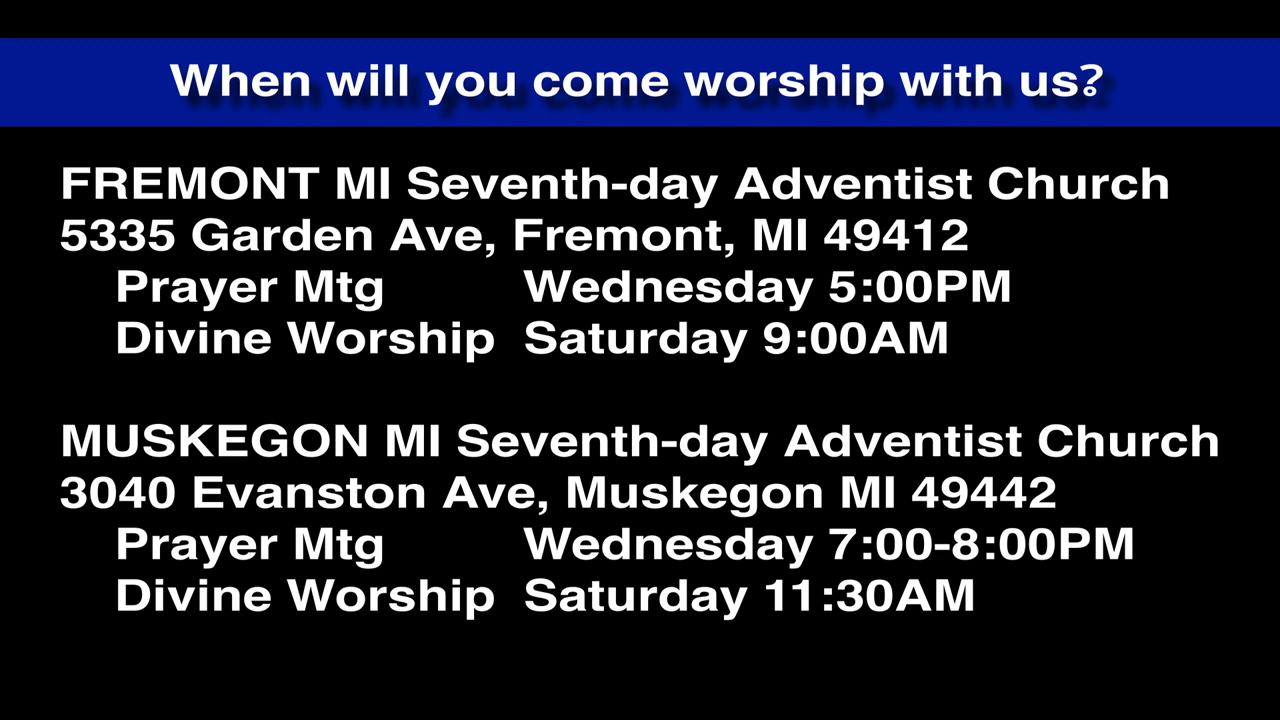 When will you come worship with us?
FREMONT MI Seventh-day Adventist Church
5335 Garden Ave, Fremont, MI 49412
Prayer Mtg Wednesday 5:00PM
Divine Worship Saturday 9:00AM
MUSKEGON MI Seventh-day Adventist Church
3040 Evanston Ave, Muskegon MI 49442
Prayer Mtg Wednesday 7:00-8:00PM
Divine Worship Saturday 11:30AM